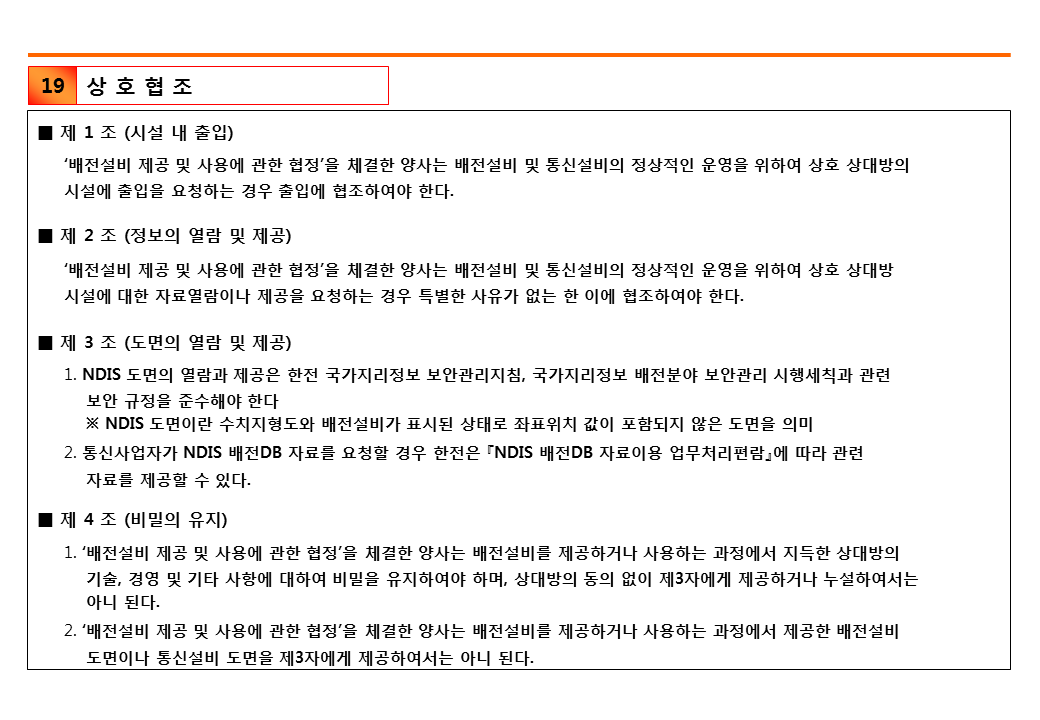 19 상 호 협 조
■ 제 1 조 (시설 내 출입)
‘배전설비 제공 및 사용에 관한 협정’을 체결한 양사는 배전설비 및 통신설비의 정상적인 운영을 위하여 상호 상대방의
시설에 출입을 요청하는 경우 출입에 협조하여야 한다.
■ 제 2 조 (정보의 열람 및 제공)
‘배전설비 제공 및 사용에 관한 협정’을 체결한 양사는 배전설비 및 통신설비의 정상적인 운영을 위하여 상호 상대방
시설에 대한 자료열람이나 제공을 요청하는 경우 특별한 사유가 없는 한 이에 협조하여야 한다.
■ 제 3 조 (도면의 열람 및 제공)
1. NDIS 도면의 열람과 제공은 한전 국가지리정보 보안관리지침, 국가지리정보 배전분야 보안관리 시행세칙과 관련
보안 규정을 준수해야 한다
※ NDIS 도면이란 수치지형도와 배전설비가 표시된 상태로 좌표위치 값이 포함되지 않은 도면을 의미
2. 통신사업자가 NDIS 배전DB 자료를 요청할 경우 한전은 『NDIS 배전DB 자료이용 업무처리편람』에 따라 관련
자료를 제공할 수 있다.
■ 제 4 조 (비밀의 유지)
1. ‘배전설비 제공 및 사용에 관한 협정’을 체결한 양사는 배전설비를 제공하거나 사용하는 과정에서 지득한 상대방의
기술, 경영 및 기타 사항에 대하여 비밀을 유지하여야 하며, 상대방의 동의 없이 제3자에게 제공하거나 누설하여서는
아니 된다.
2. ‘배전설비 제공 및 사용에 관한 협정’을 체결한 양사는 배전설비를 제공하거나 사용하는 과정에서 제공한 배전설비
도면이나 통신설비 도면을 제3자에게 제공하여서는 아니 된다.